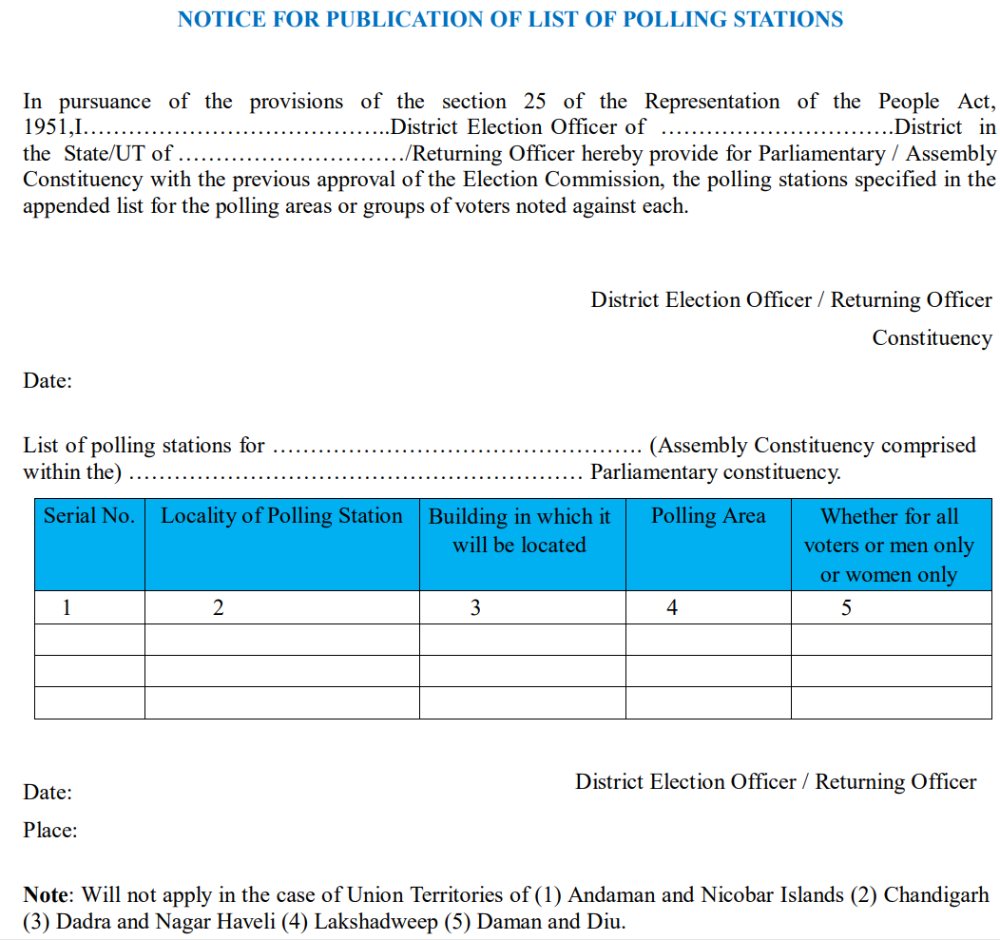 NOTICE FOR PUBLICATION OF LIST OF POLLING STATIONS
In pursuance of the provisions of the section 25 of the Representation of the People Act,
1951,I…………………………………..District Election Officer of ………………………….District in
the State/UT of …………………………/Returning Officer hereby provide for Parliamentary / Assembly
Constituency with the previous approval of the Election Commission, the polling stations specified in the
appended list for the polling areas or groups of voters noted against each.
District Election Officer / Returning Officer
Constituency
Date:
List of polling stations for …………………………………………. (Assembly Constituency comprised
within the) …………………………………………………… Parliamentary constituency.
Serial No. Locality of Polling Station Building in which it Polling Area Whether for all
will be located voters or men only
or women only
1 2 3 4 5
District Election Officer / Returning Officer
Date:
Place:
Note: Will not apply in the case of Union Territories of (1) Andaman and Nicobar Islands (2) Chandigarh
(3) Dadra and Nagar Haveli (4) Lakshadweep (5) Daman and Diu.